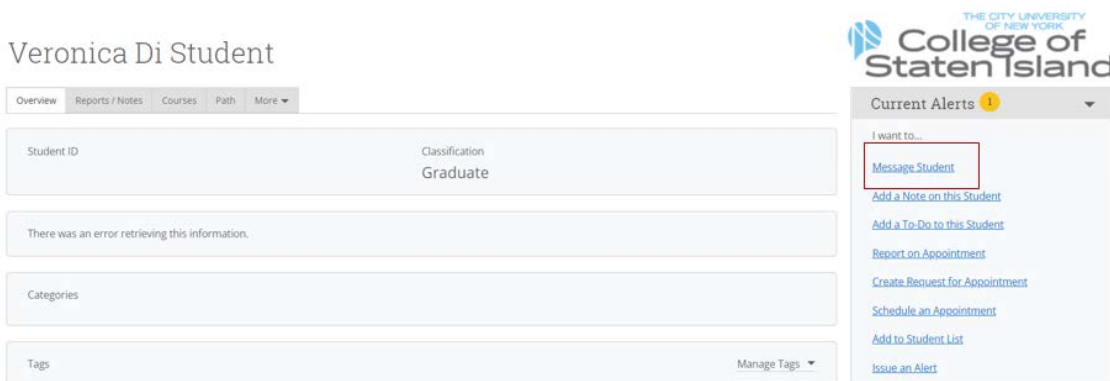 Veronica Di Student
THE CITY UNIVERSITY
OF NEW YORK
College of
Staten Island
Overview Reports / Notes Courses Path More
Current Alerts 1
I want to...
Student ID Classification
Graduate
Message Student
Add a Note on this Student
There was an error retrieving this information.
Add a To-Do to this Student
Report on Appointment
Create Request for Appointment
Categories
Schedule an Appointment
Add to Student List
Tags Manage Tags
Issue an Alert